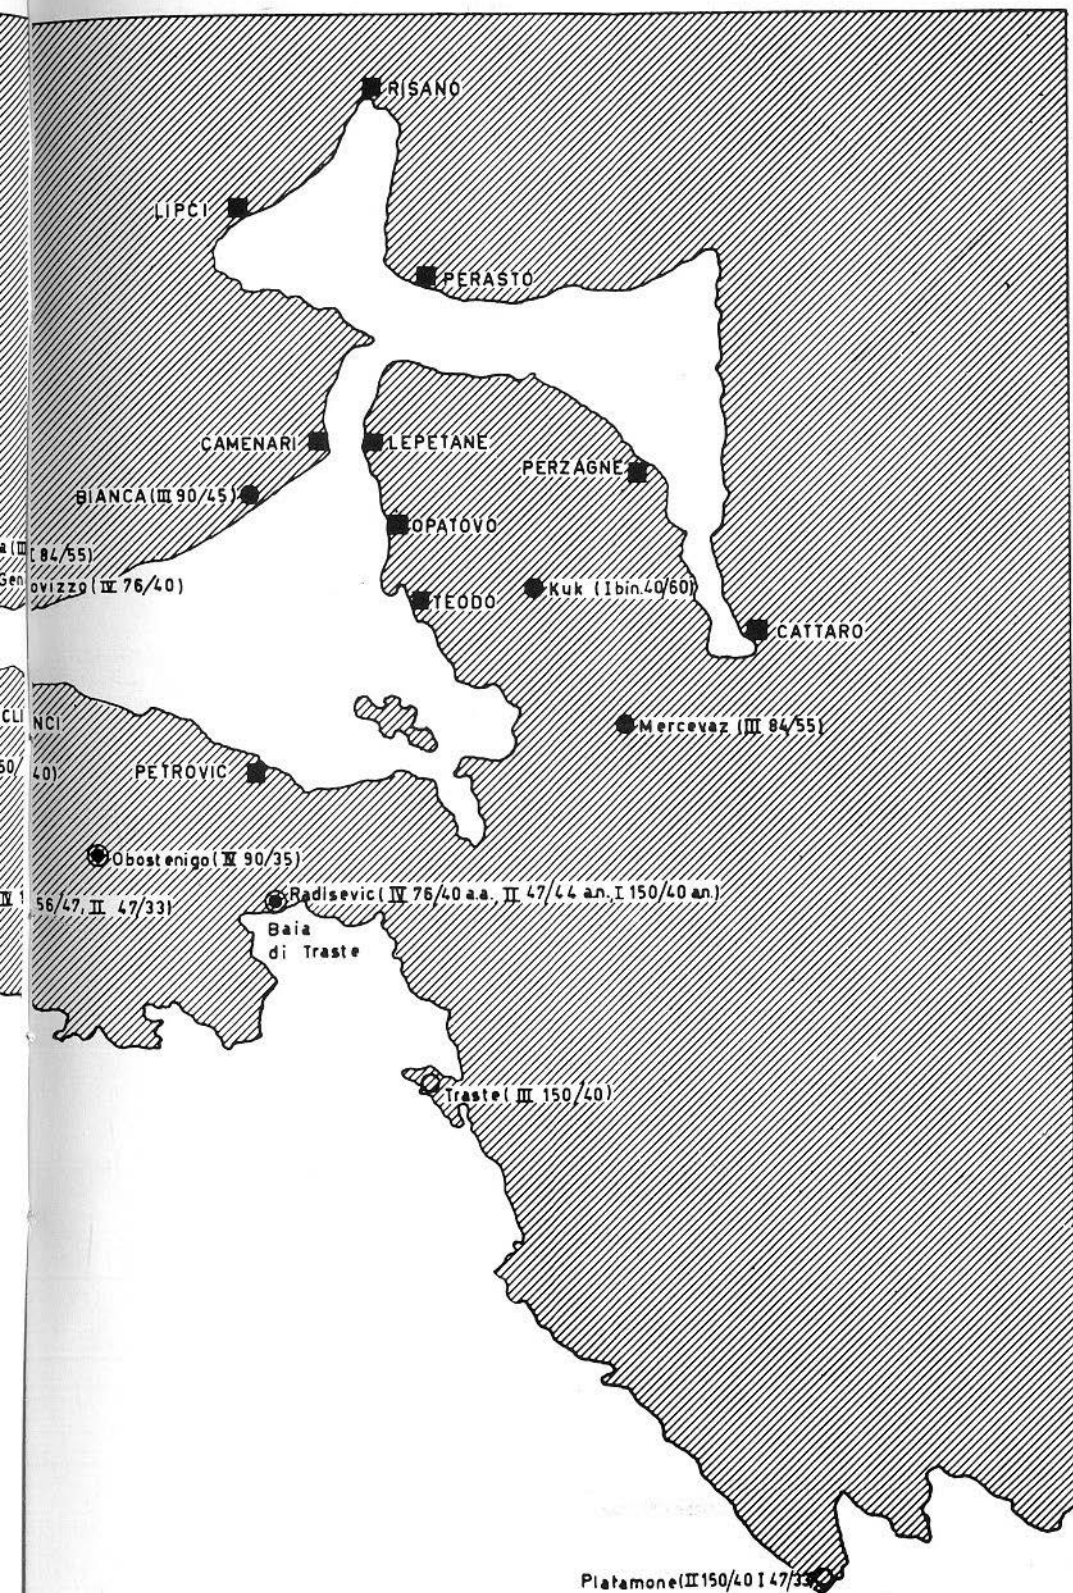 RISANO
LIPCI
PERASTO
CAMENARI
LEPETANE
PERZAGNE
BIANCA (III 90/45)
OPATOVO
I 84/55)
ovizzo (IV 76/40)
Kuk (I bin. 40/60)
TEODO
CATTARO
NCI
Mercevaz (III 84/55)
40)
PETROVIC
Obostenigo (IV 90/35)
Radisevic (IV 76/40 a.a., II 47/44 a.n., I 150/40 an.)
56/47, II 47/33)
Baia
di Traste
Traste (III 150/40)
Platamone (II 150/40 I 47/33